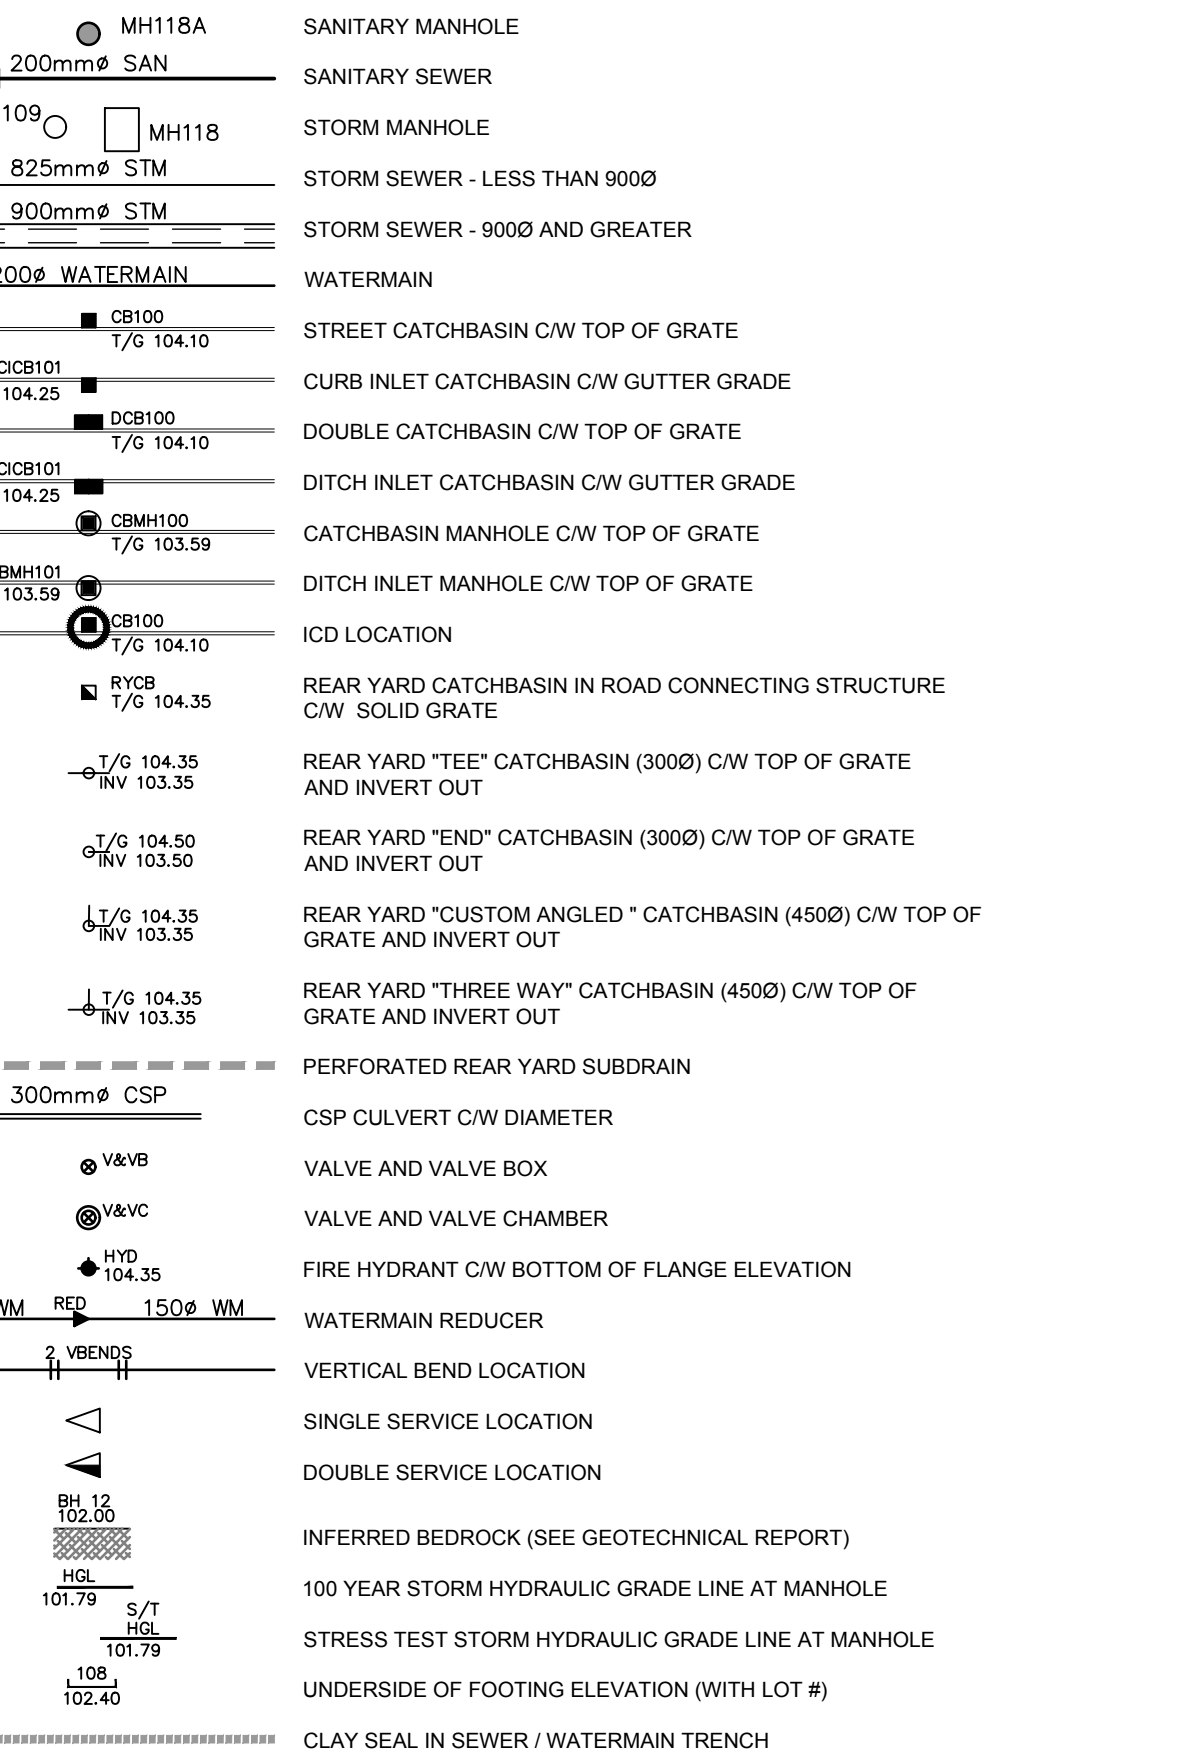 MH118A SANITARY MANHOLE
200mmø SAN SANITARY SEWER
109 MH118 STORM MANHOLE
825mmø STM STORM SEWER - LESS THAN 900Ø
900mmø STM STORM SEWER - 900Ø AND GREATER
200ø WATERMAIN WATERMAIN
CB100
T/G 104.10 STREET CATCHBASIN C/W TOP OF GRATE
CICB101
104.25 CURB INLET CATCHBASIN C/W GUTTER GRADE
DCB100
T/G 104.10 DOUBLE CATCHBASIN C/W TOP OF GRATE
CICB101
104.25 DITCH INLET CATCHBASIN C/W GUTTER GRADE
CBMH100
T/G 103.59 CATCHBASIN MANHOLE C/W TOP OF GRATE
BMH101
103.59 DITCH INLET MANHOLE C/W TOP OF GRATE
CB100
T/G 104.10 ICD LOCATION
RYCB
T/G 104.35
REAR YARD CATCHBASIN IN ROAD CONNECTING STRUCTURE
C/W SOLID GRATE
T/G 104.35
INV 103.35
REAR YARD "TEE" CATCHBASIN (300Ø) C/W TOP OF GRATE
AND INVERT OUT
T/G 104.50
INV 103.50
REAR YARD "END" CATCHBASIN (300Ø) C/W TOP OF GRATE
AND INVERT OUT
T/G 104.35
INV 103.35
REAR YARD "CUSTOM ANGLED " CATCHBASIN (450Ø) C/W TOP OF
GRATE AND INVERT OUT
T/G 104.35
INV 103.35
REAR YARD "THREE WAY" CATCHBASIN (450Ø) C/W TOP OF
GRATE AND INVERT OUT
PERFORATED REAR YARD SUBDRAIN
300mmø CSP CSP CULVERT C/W DIAMETER
V&VB VALVE AND VALVE BOX
V&VC VALVE AND VALVE CHAMBER
HYD
104.35 FIRE HYDRANT C/W BOTTOM OF FLANGE ELEVATION
WM RED 150ø WM WATERMAIN REDUCER
2 VBENDS VERTICAL BEND LOCATION
SINGLE SERVICE LOCATION
DOUBLE SERVICE LOCATION
BH 12
102.00
INFERRED BEDROCK (SEE GEOTECHNICAL REPORT)
HGL
101.79 100 YEAR STORM HYDRAULIC GRADE LINE AT MANHOLE
S/T
HGL
101.79 STRESS TEST STORM HYDRAULIC GRADE LINE AT MANHOLE
108
102.40 UNDERSIDE OF FOOTING ELEVATION (WITH LOT #)
CLAY SEAL IN SEWER / WATERMAIN TRENCH